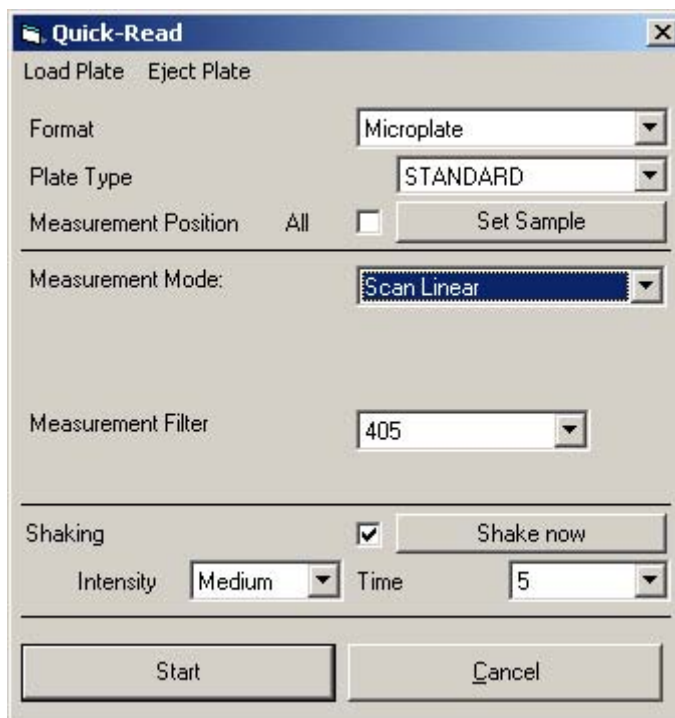 Quick-Read
Load Plate Eject Plate
Format Microplate
Plate Type STANDARD
Measurement Position All Set Sample
Measurement Mode: Scan Linear
Measurement Filter 405
Shaking Shake now
Intensity Medium Time 5
Start Cancel